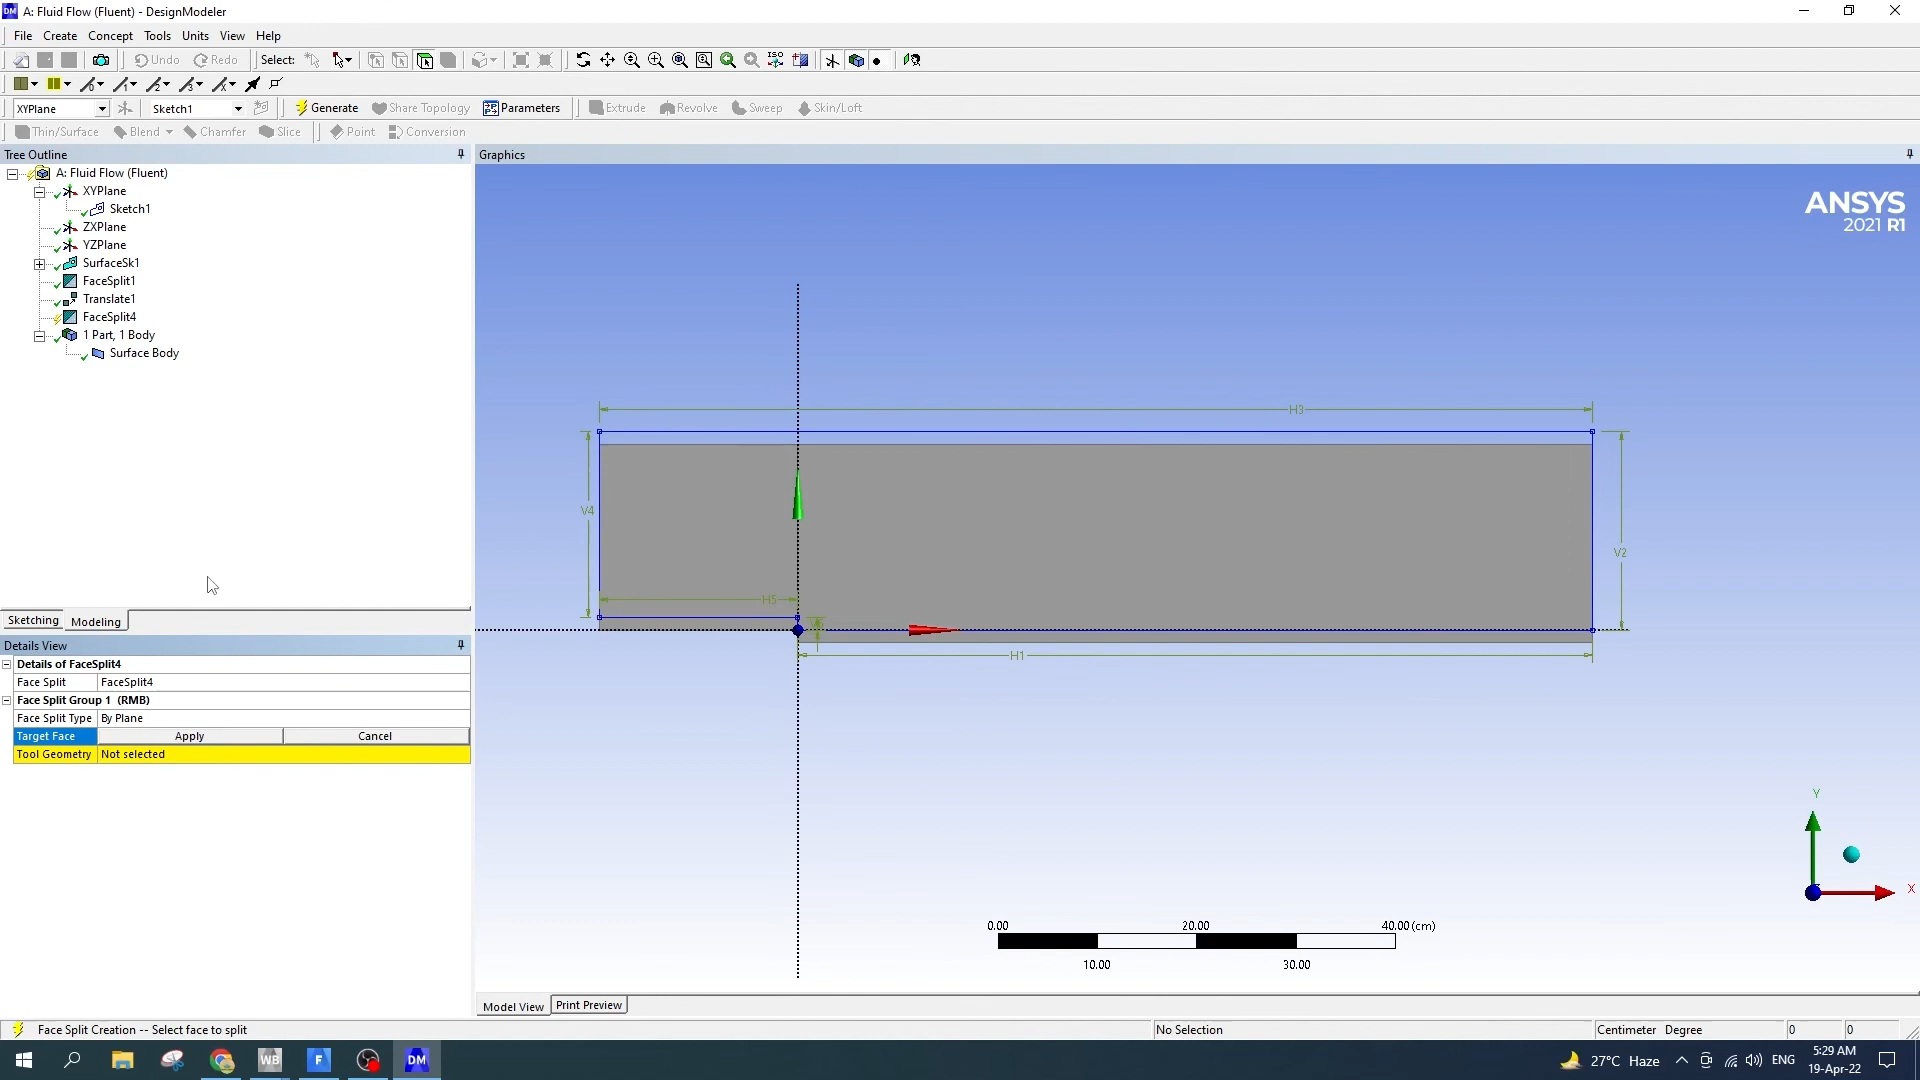 A: Fluid Flow (Fluent) - DesignModeler
File Create Concept Tools Units View Help
Undo Redo Select: ISO
XYPlane Sketch1 Generate Share Topology Parameters Extrude Revolve Sweep Skin/Loft
Thin/Surface Blend Chamfer Slice Point Conversion
Tree Outline
A: Fluid Flow (Fluent)
XYPlane
Sketch1
ZXPlane
YZPlane
SurfaceSk1
FaceSplit1
Translate1
FaceSplit4
1 Part, 1 Body
Surface Body
Sketching Modeling
Details View
Details of FaceSplit4
Face Split FaceSplit4
Face Split Group 1 (RMB)
Face Split Type By Plane
Target Face Apply Cancel
Tool Geometry Not selected
Graphics
ANSYS
2021 R1
H3
V4
V2
H5
H1
Y
X
0.00 20.00 40.00 (cm)
10.00 30.00
Model View Print Preview
Face Split Creation -- Select face to split No Selection Centimeter Degree 0 0
WB F DM 27°C Haze ENG 5:29 AM
19-Apr-22